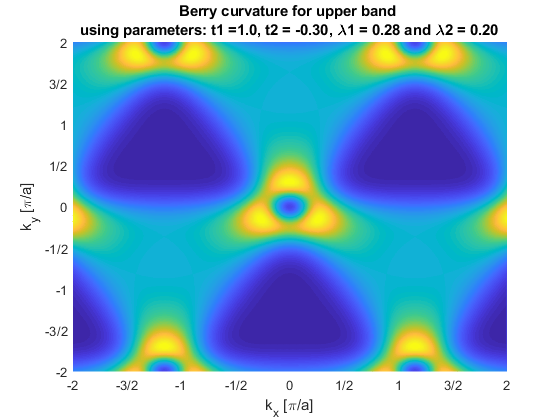 Berry curvature for upper band
using parameters: t1 =1.0, t2 = -0.30, λ1 = 0.28 and λ2 = 0.20
2
3/2
1
1/2
0
-1/2
-1
-3/2
-2
k_y [π/a]
-2 -3/2 -1 -1/2 0 1/2 1 3/2 2
k_x [π/a]